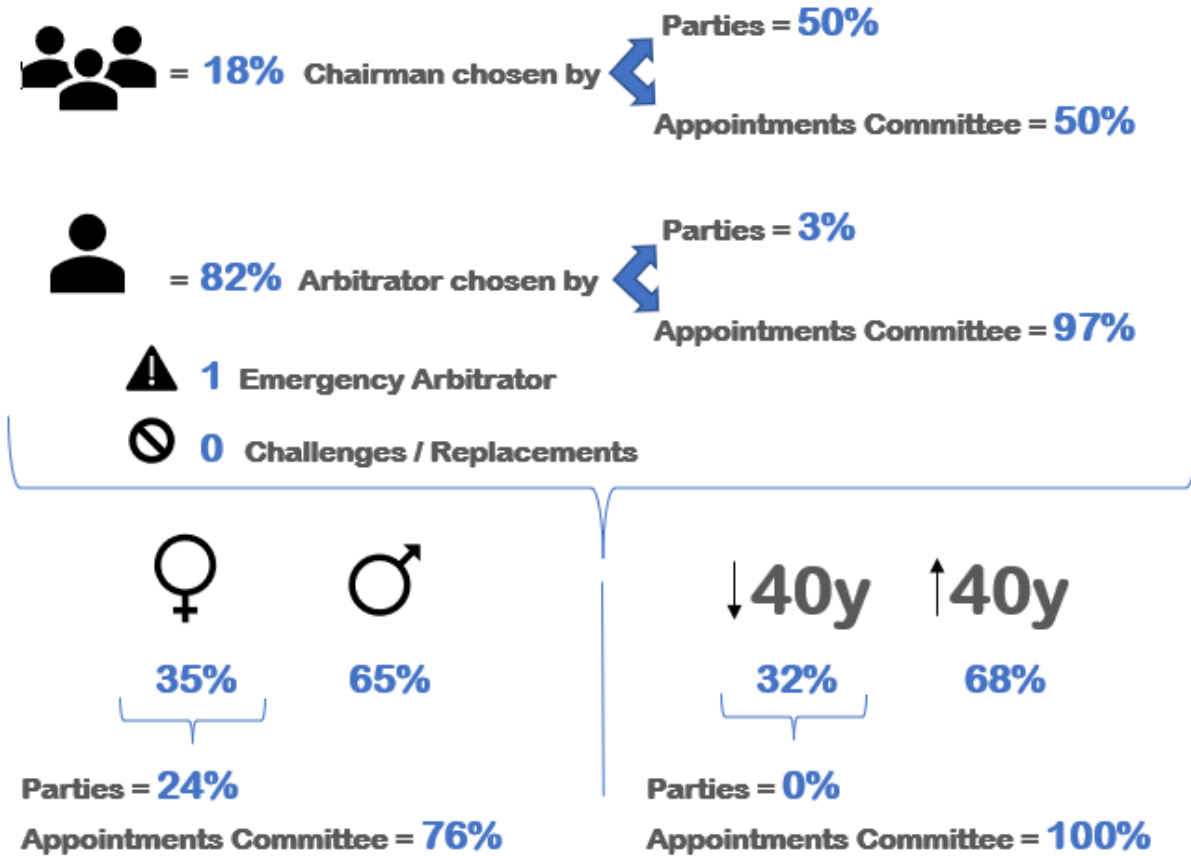 Parties = 50%
= 18% Chairman chosen by
Appointments Committee = 50%
Parties = 3%
= 82% Arbitrator chosen by
Appointments Committee = 97%
1 Emergency Arbitrator
0 Challenges / Replacements
↓40y ↑40y
35% 65% 32% 68%
Parties = 24%
Appointments Committee = 76%
Parties = 0%
Appointments Committee = 100%